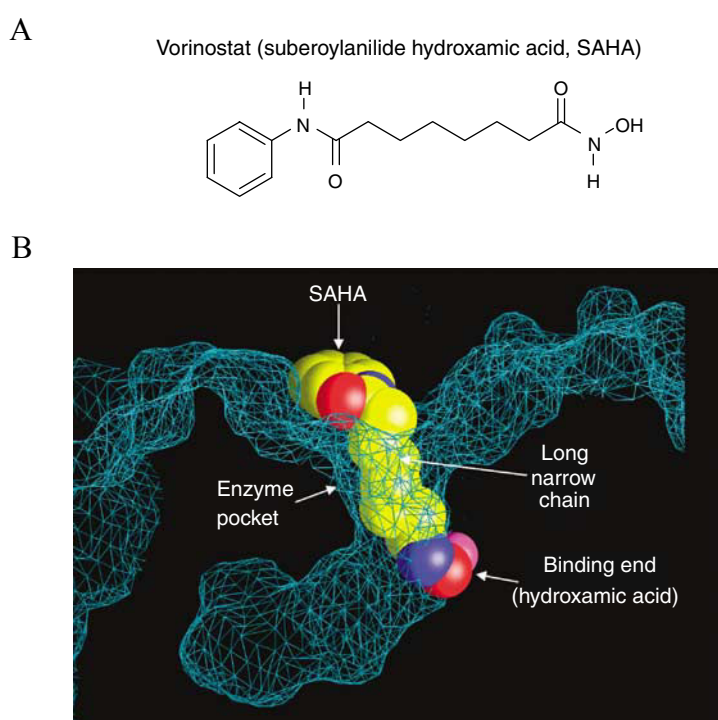 A
Vorinostat (suberoylanilide hydroxamic acid, SAHA)
H
N
O
O
OH
N
H
B
SAHA
Enzyme
pocket
Long
narrow
chain
Binding end
(hydroxamic acid)